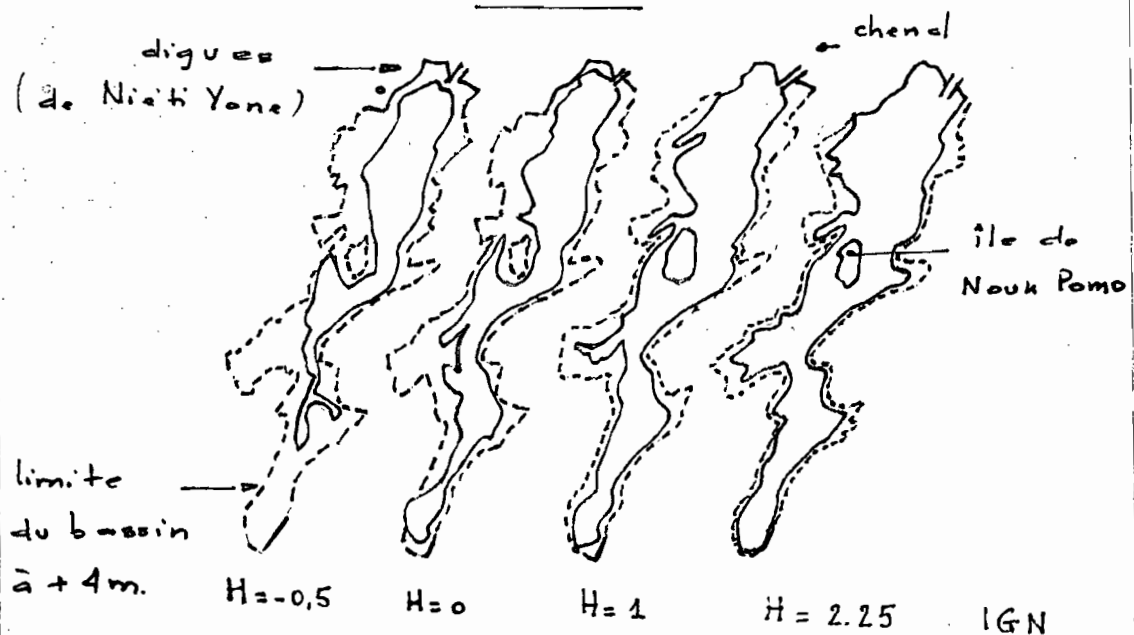 digues
(de Niéti Yone)
chenal
île de
Nouk Pomo
limite
du bassin
à + 4m.
H=-0,5
H=0
H=1
H = 2.25
IGN